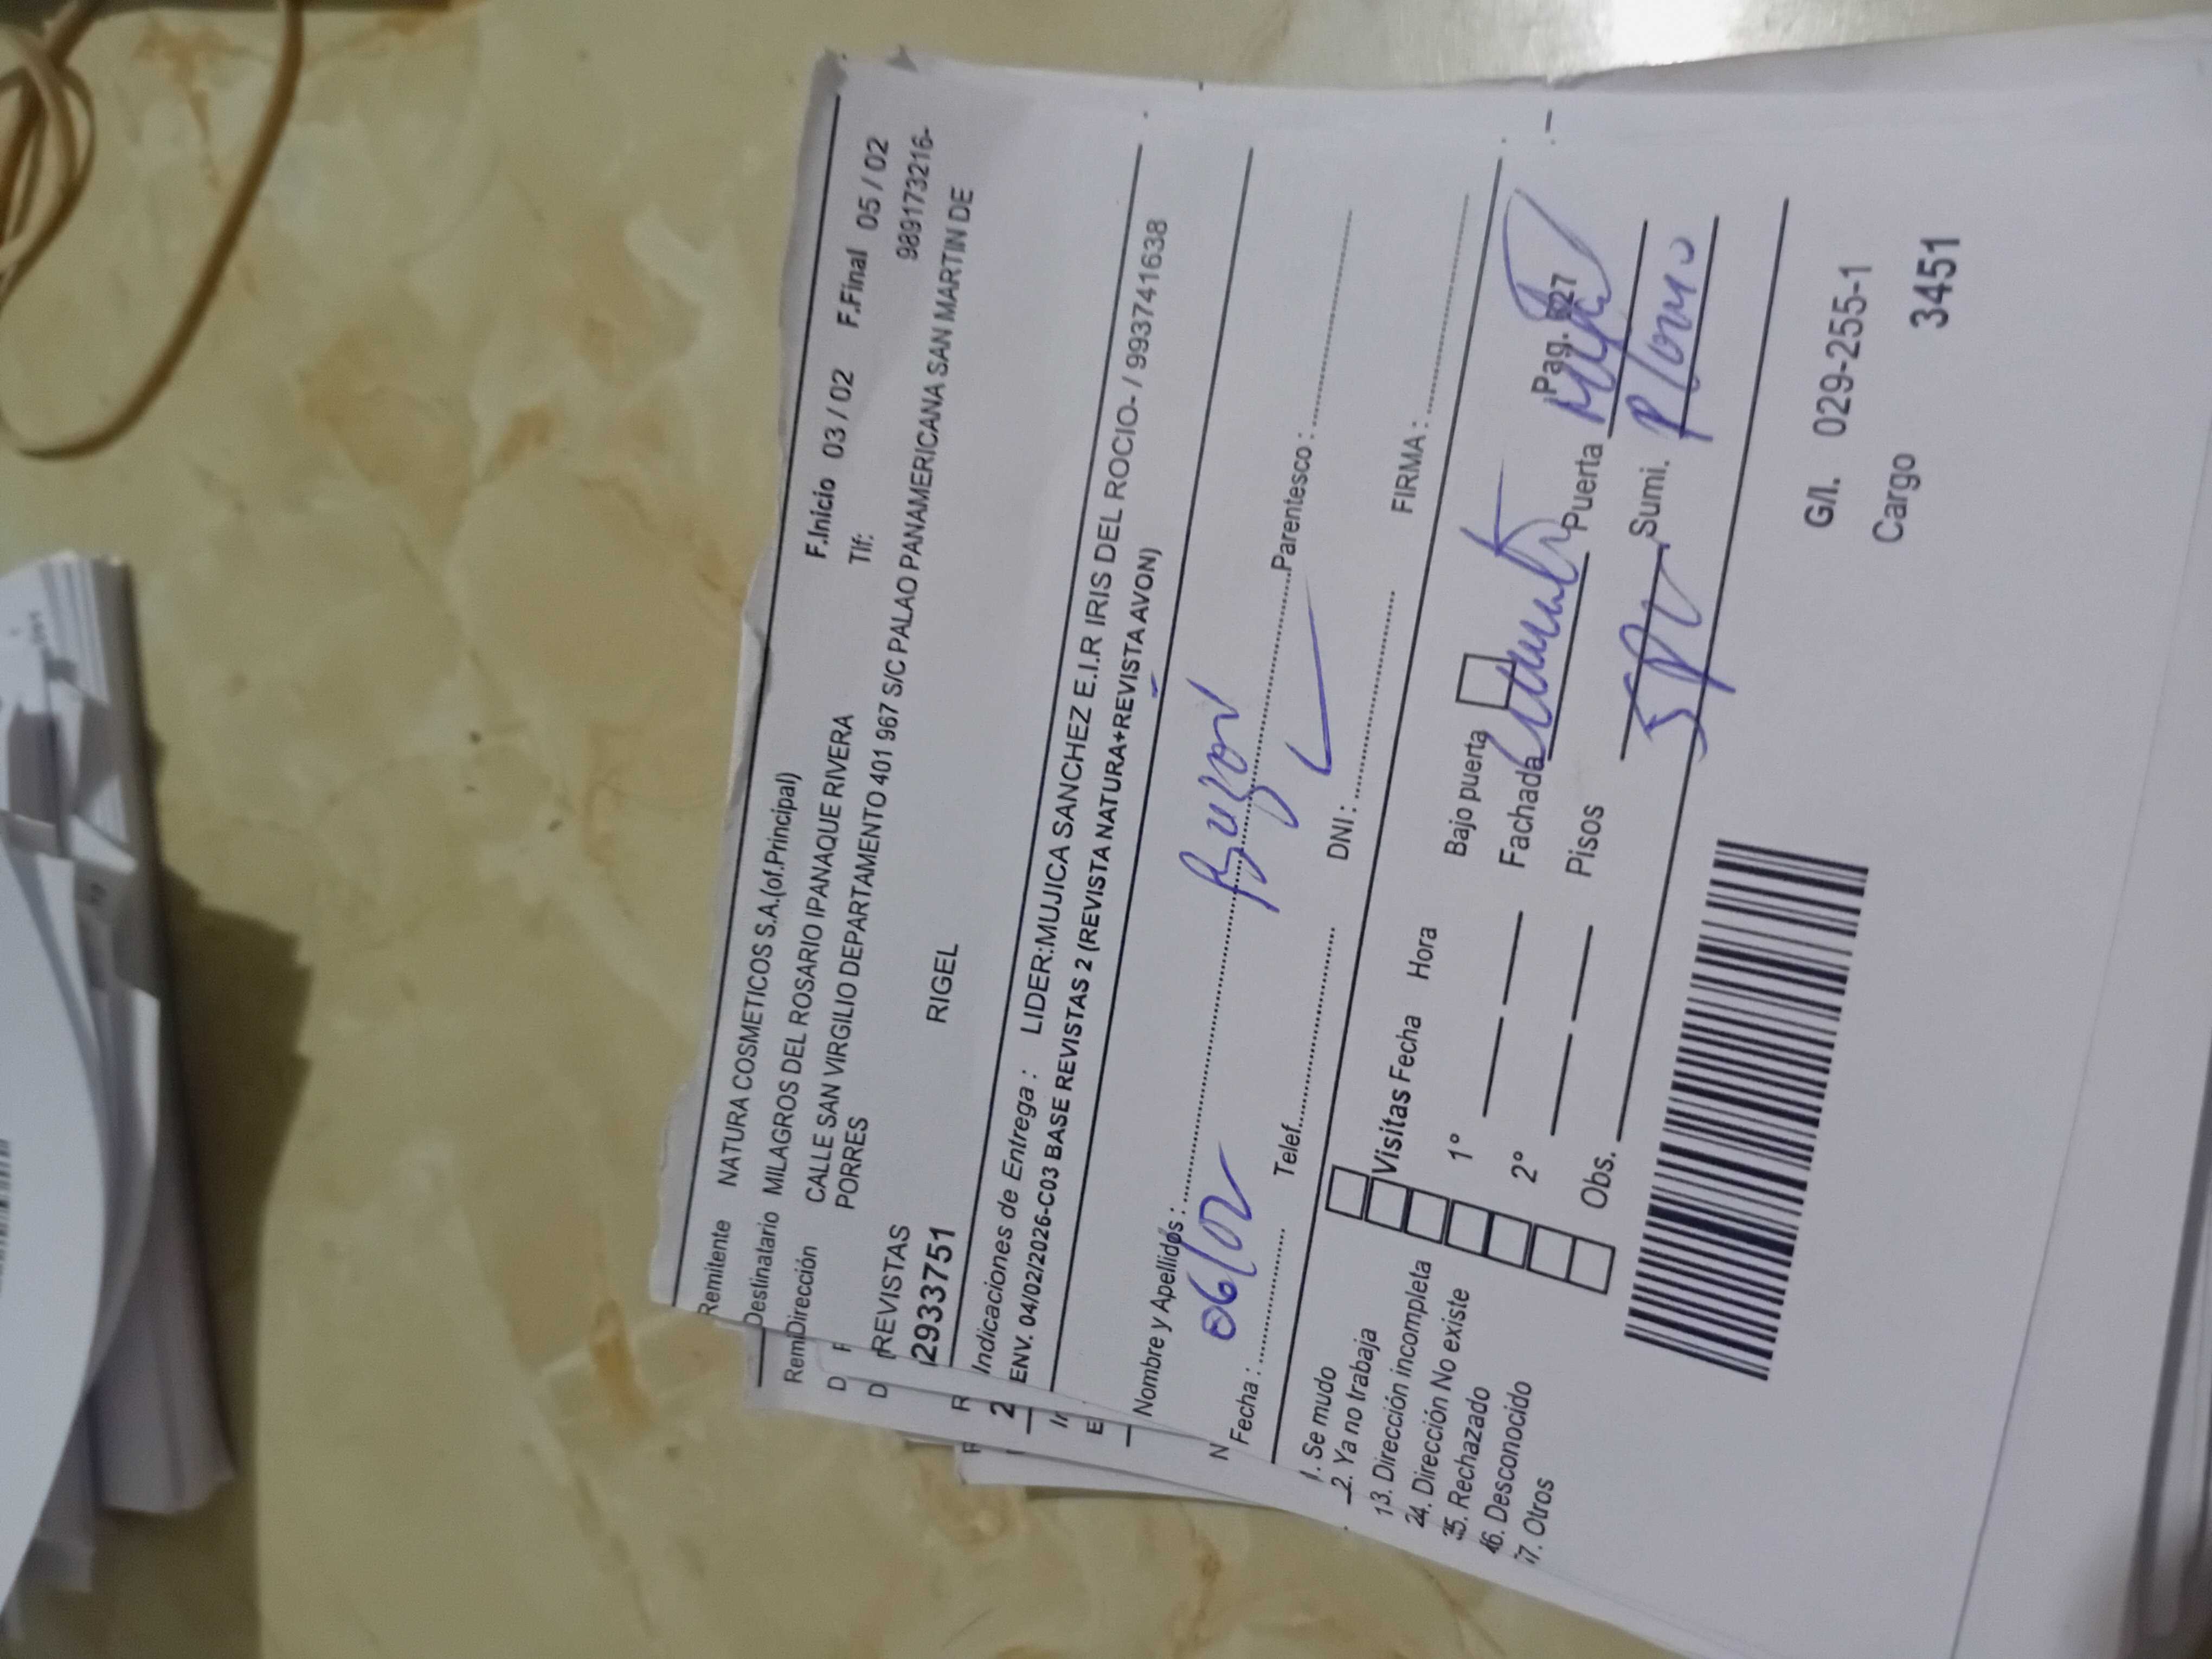 F.Inicio 03 / 02 F.Final 05 / 02
Remitente NATURA COSMETICOS S.A.(of.Principal)
Tlf: 989173216-
Destinatario MILAGROS DEL ROSARIO IPANAQUE RIVERA
Dirección CALLE SAN VIRGILIO DEPARTAMENTO 401 967 S/C PALAO PANAMERICANA SAN MARTIN DE
PORRES
REVISTAS
29333751 RIGEL
Indicaciones de Entrega : LIDER:MUJICA SANCHEZ E.I.R IRIS DEL ROCIO- / 993741638
ENV. 04/02/2026-C03 BASE REVISTAS 2 (REVISTA NATURA+REVISTA AVON)
Nombre y Apellidos : Buzon Parentesco :
Fecha : 06/02 Telef. DNI : FIRMA :
1. Se mudo
2. Ya no trabaja
3. Dirección incompleta
4. Dirección No existe
5. Rechazado
6. Desconocido
7. Otros
Visitas Fecha Hora Bajo puerta
1º Fachada Puerta Pag.
2º Pisos Sumi. Plomo
Obs.
G/l. 029-255-1
Cargo 3451